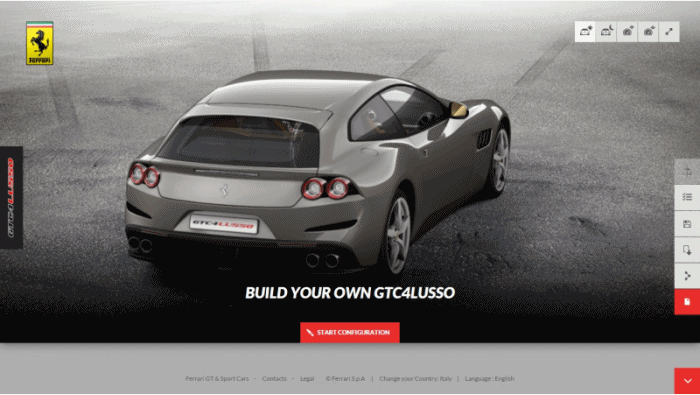 Ferrari
GTC4LUSSO
GTC4LUSSO
BUILD YOUR OWN GTC4LUSSO
START CONFIGURATION
Ferrari GT & Sport Cars - Contacts - Legal © Ferrari S.p.A | Change your Country: Italy | Language: English